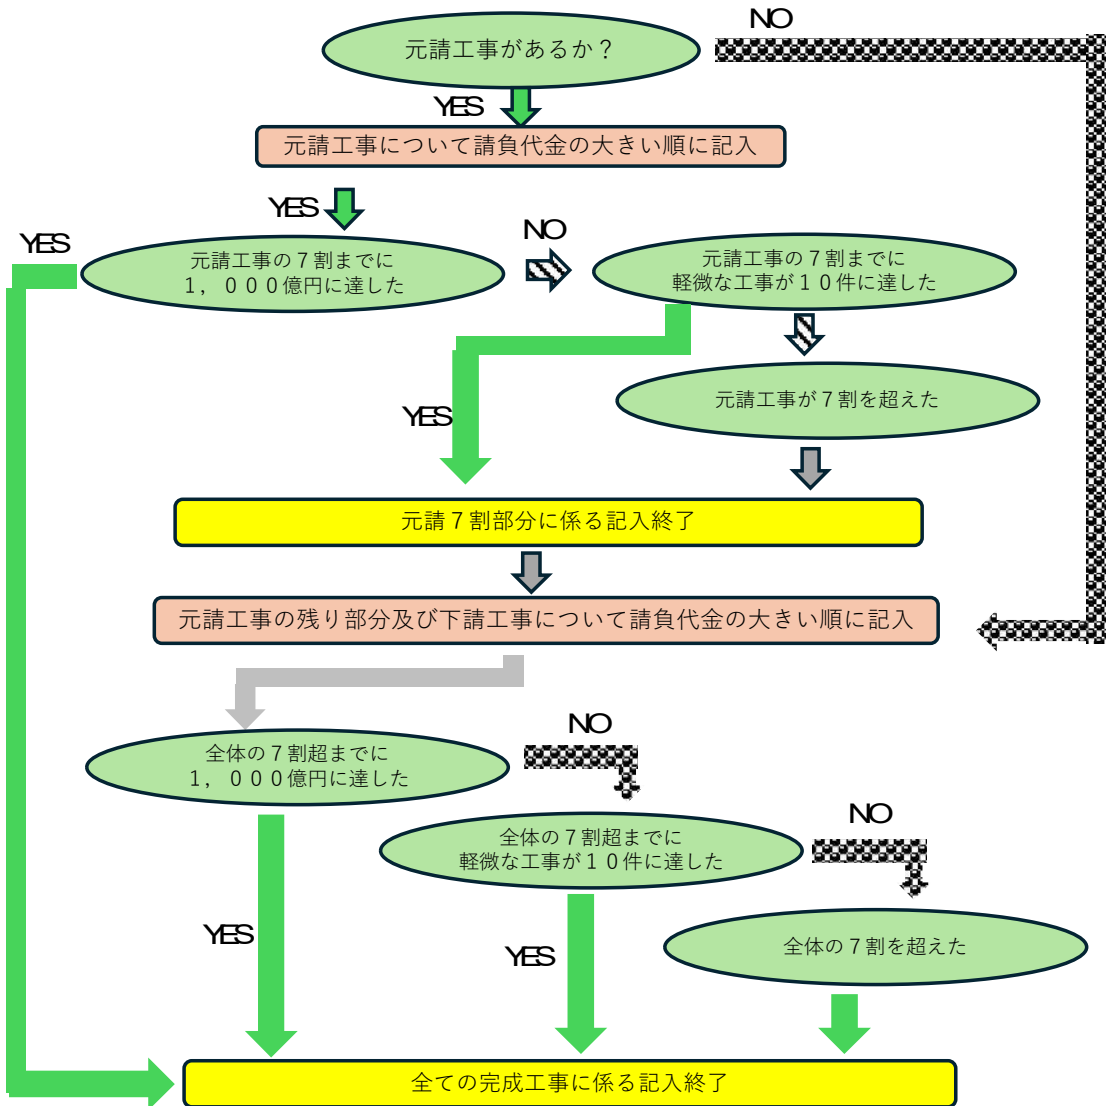 NO
元請工事があるか？
YES
元請工事について請負代金の大きい順に記入
YES
NO
YES
元請工事の７割までに
１，０００億円に達した
元請工事の７割までに
軽微な工事が１０件に達した
元請工事が７割を超えた
YES
元請７割部分に係る記入終了
元請工事の残り部分及び下請工事について請負代金の大きい順に記入
NO
全体の７割超までに
１，０００億円に達した
NO
全体の７割超までに
軽微な工事が１０件に達した
YES
YES
全体の７割を超えた
全ての完成工事に係る記入終了